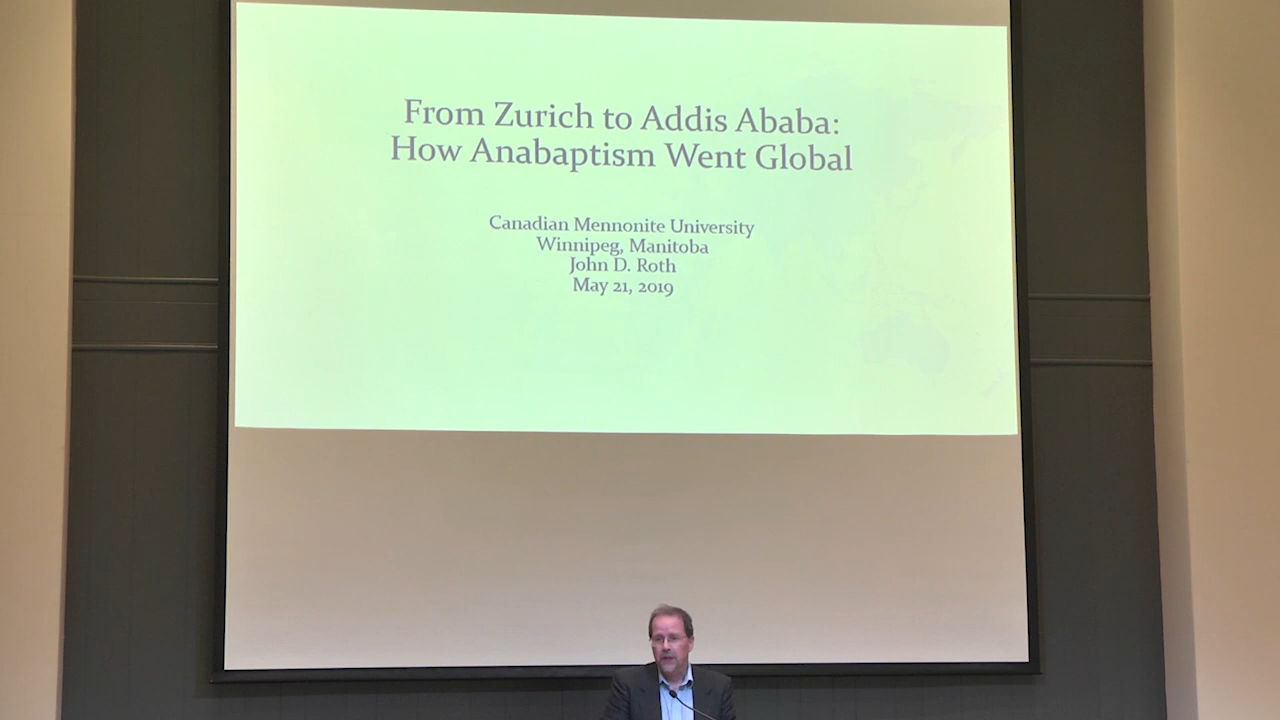 From Zurich to Addis Ababa:
How Anabaptism Went Global
Canadian Mennonite University
Winnipeg, Manitoba
John D. Roth
May 21, 2019